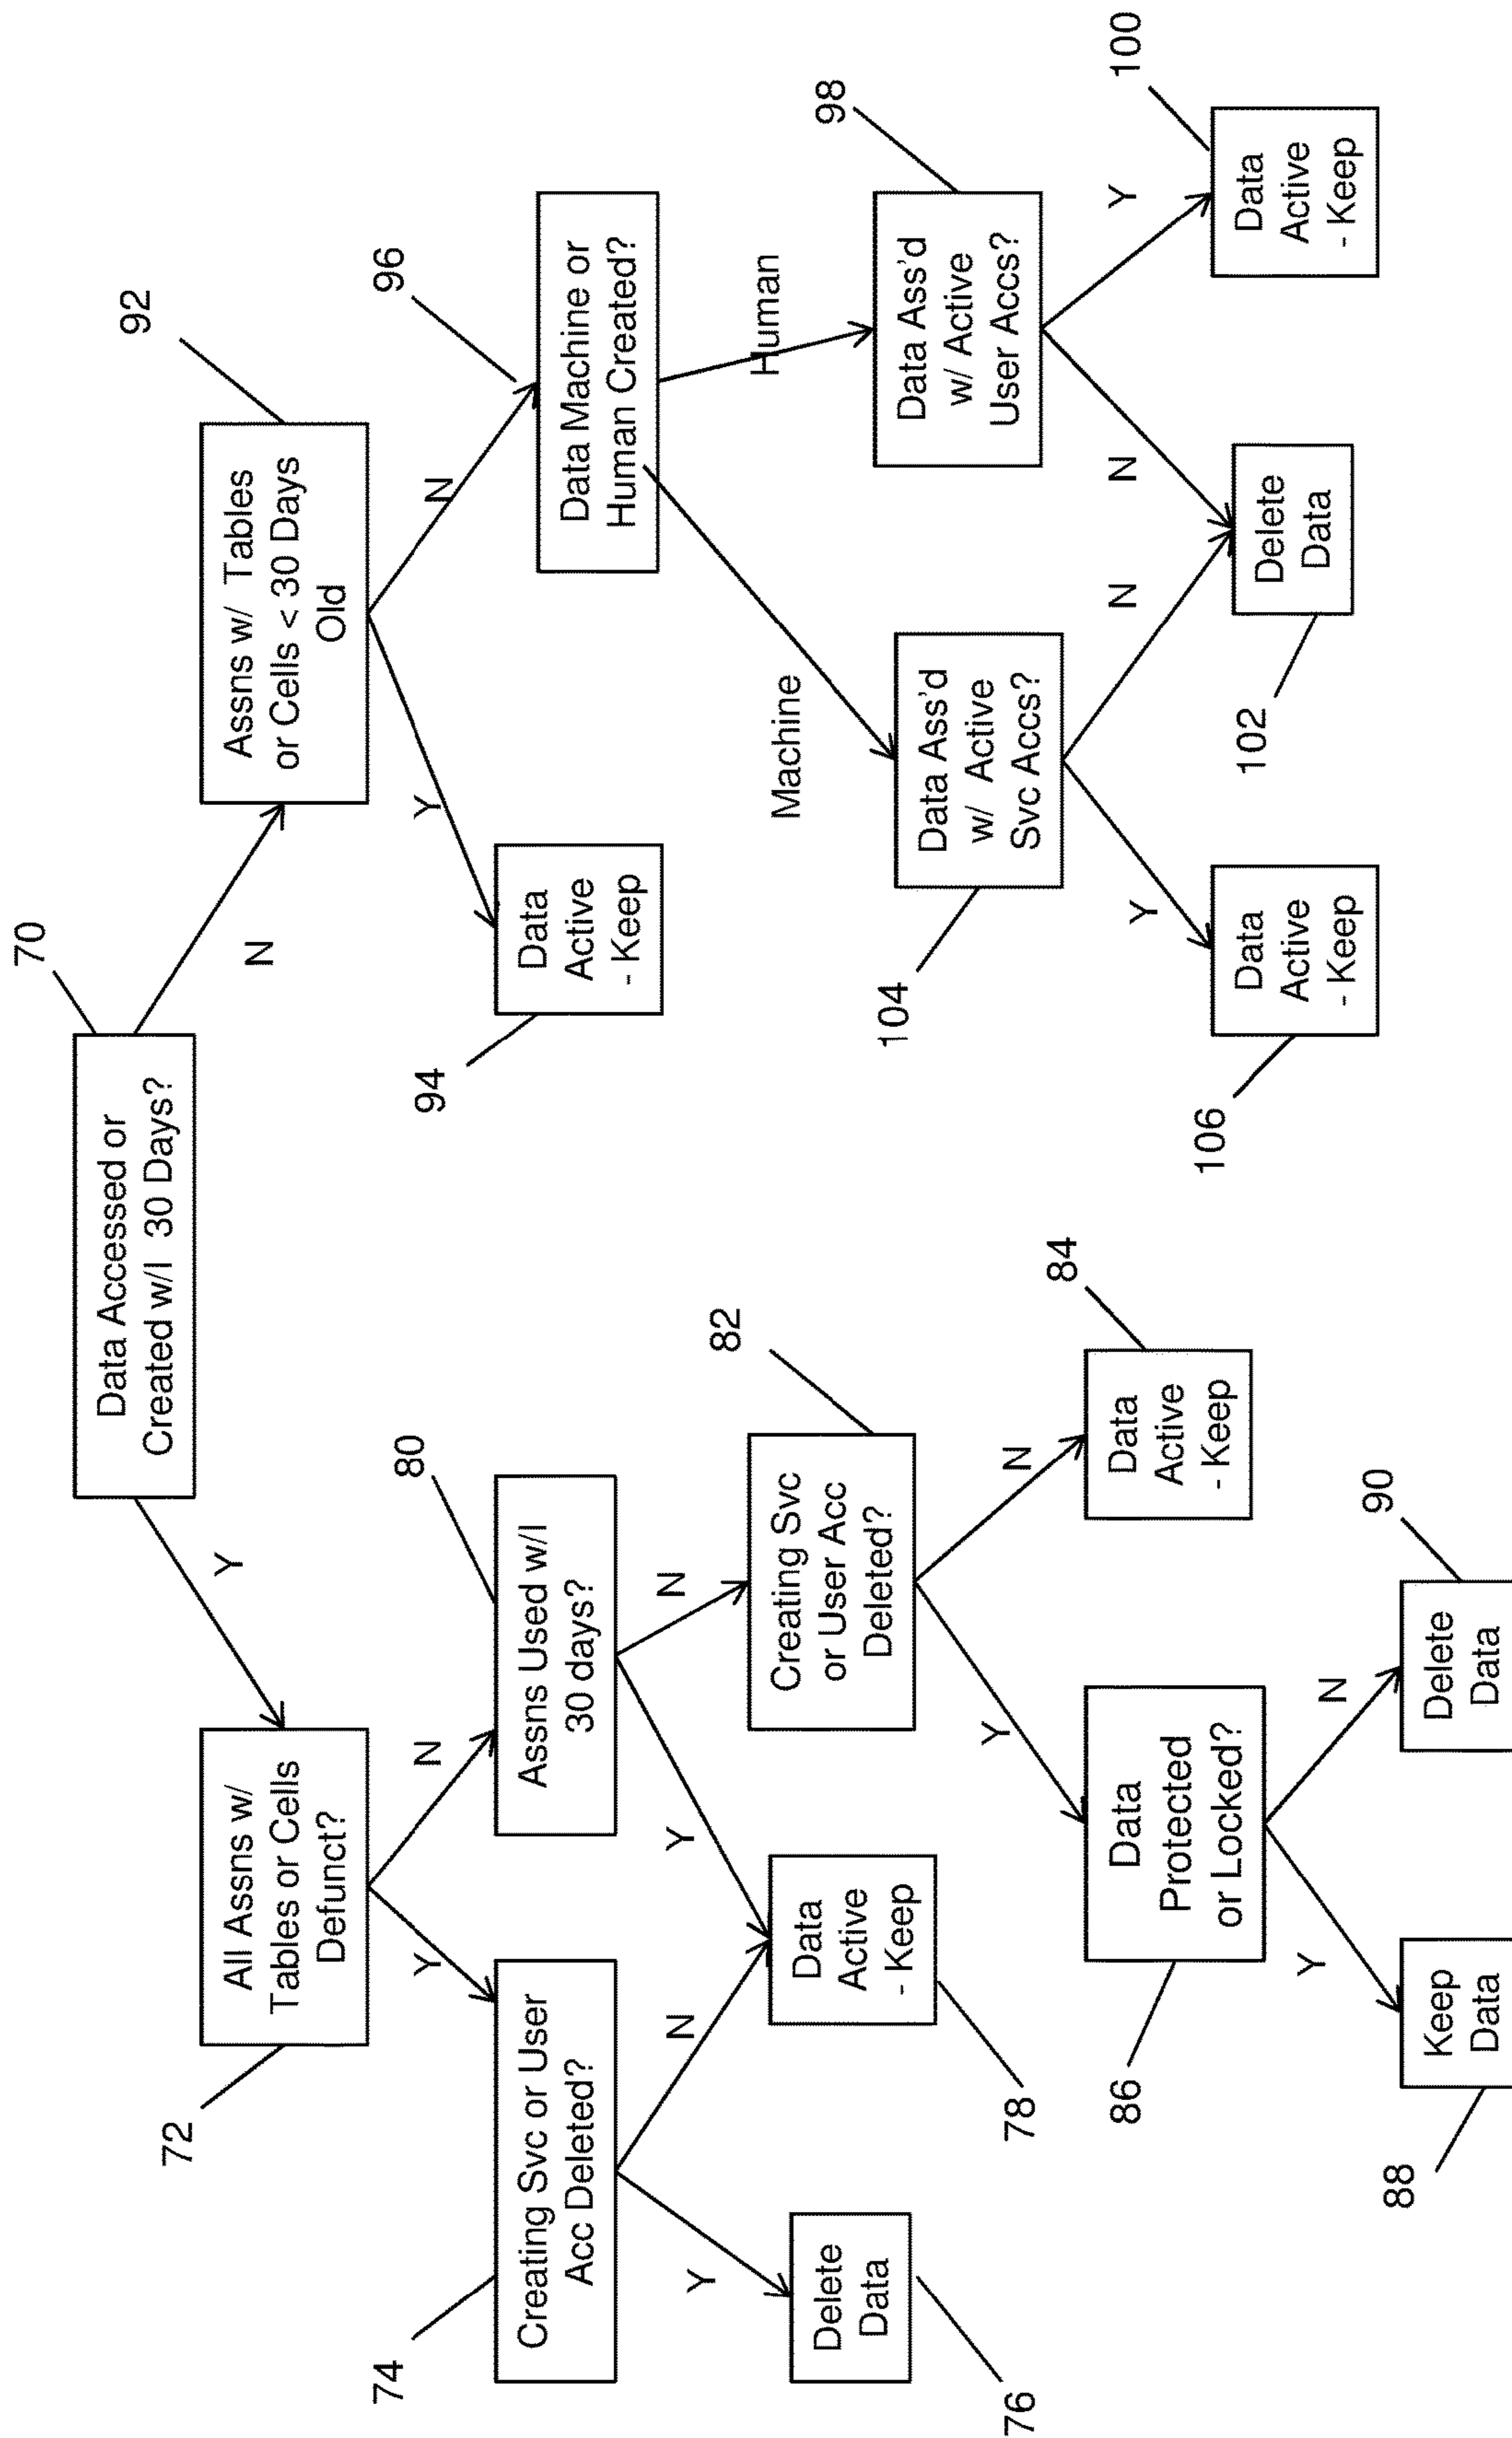 70
Data Accessed or
Created w/I 30 Days?
Y
N
72
All Assns w/
Tables or Cells
Defunct?
92
Assns w/ Tables
or Cells < 30 Days
Old
Y
N
Y
N
74
Creating Svc or User
Acc Deleted?
80
Assns Used w/I
30 days?
94
Data
Active
- Keep
96
Data Machine or
Human Created?
Y
N
Y
N
Machine
Human
76
Delete
Data
78
Data
Active
- Keep
82
Creating Svc
or User Acc
Deleted?
104
Data Ass'd
w/ Active
Svc Accs?
98
Data Ass'd
w/ Active
User Accs?
Y
N
Y
N
N
Y
86
Data
Protected
or Locked?
84
Data
Active
- Keep
106
Data
Active
- Keep
102
Delete
Data
100
Data
Active
- Keep
Y
N
88
Keep
Data
90
Delete
Data